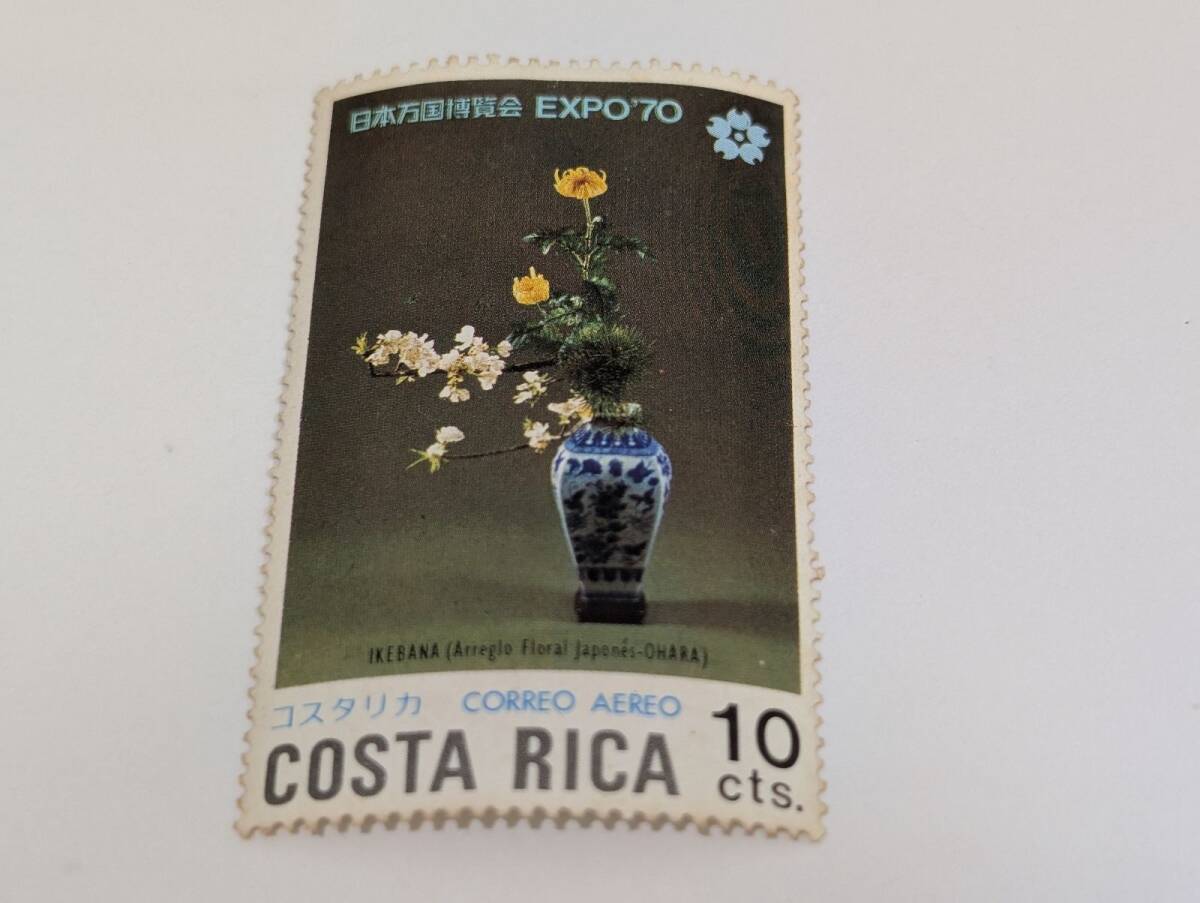 日本万国博覧会 EXPO'70
IKEBANA (Arreglo Floral Japonés-OHARA)
コスタリカ CORREO AEREO
COSTA RICA 10
cts.